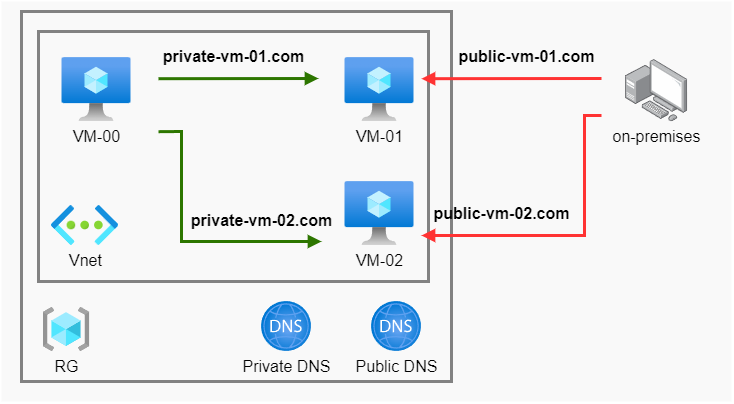 private-vm-01.com
public-vm-01.com
VM-00
VM-01
on-premises
private-vm-02.com
public-vm-02.com
Vnet
VM-02
DNS
DNS
RG
Private DNS
Public DNS